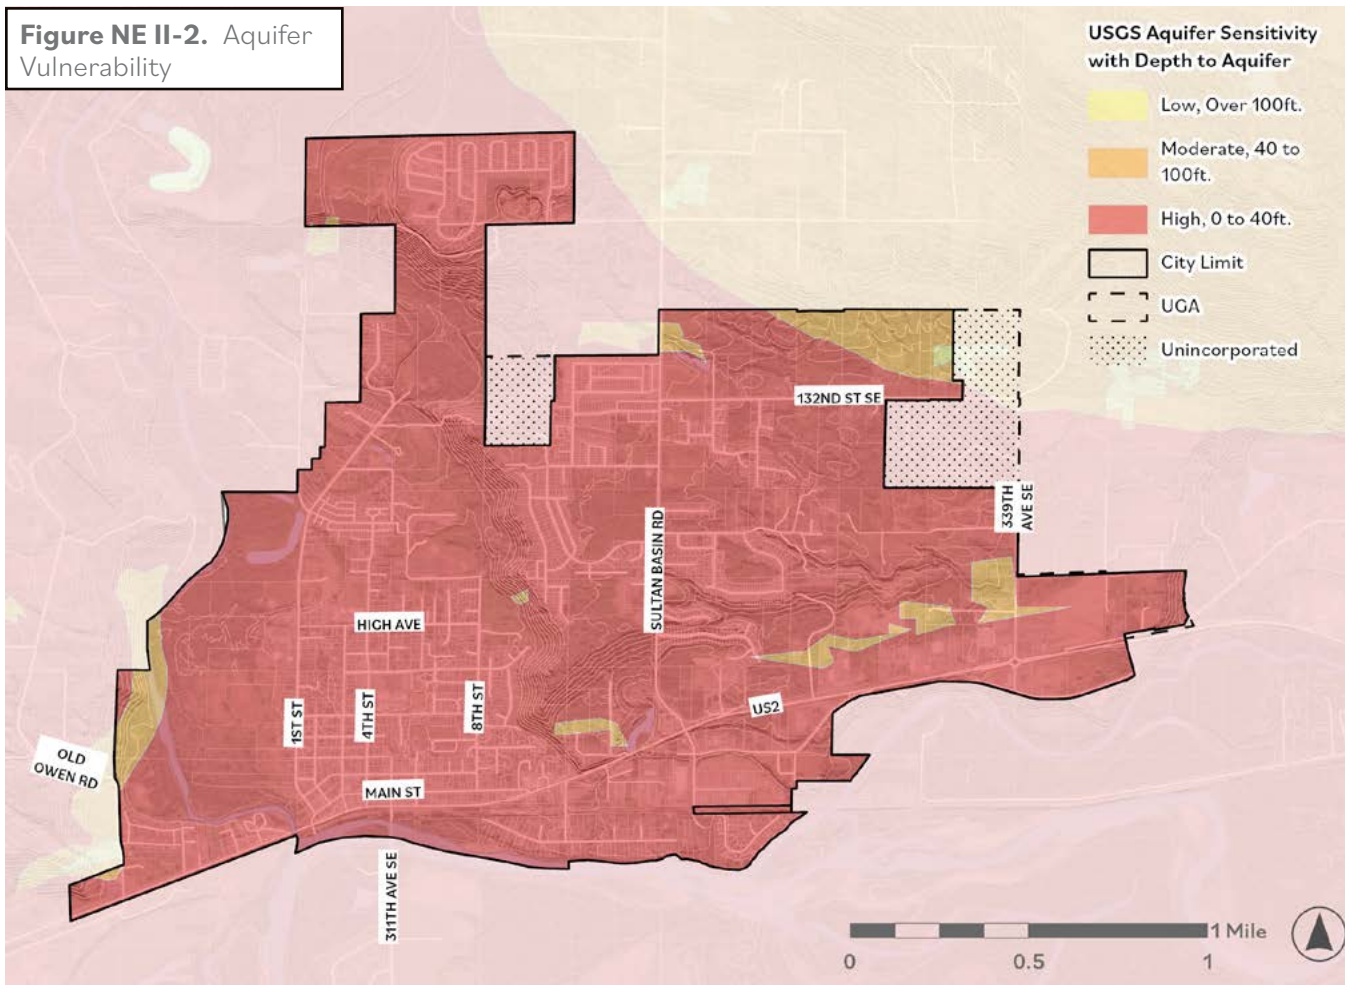 Figure NE II-2. Aquifer
Vulnerability
USGS Aquifer Sensitivity
with Depth to Aquifer
Low, Over 100ft.
Moderate, 40 to
100ft.
High, 0 to 40ft.
City Limit
UGA
Unincorporated
132ND ST SE
339TH
AVE SE
SULTAN BASIN RD
HIGH AVE
1ST ST
4TH ST
8TH ST
US2
OLD
OWEN RD
MAIN ST
311TH AVE SE
1 Mile
0
0.5
1